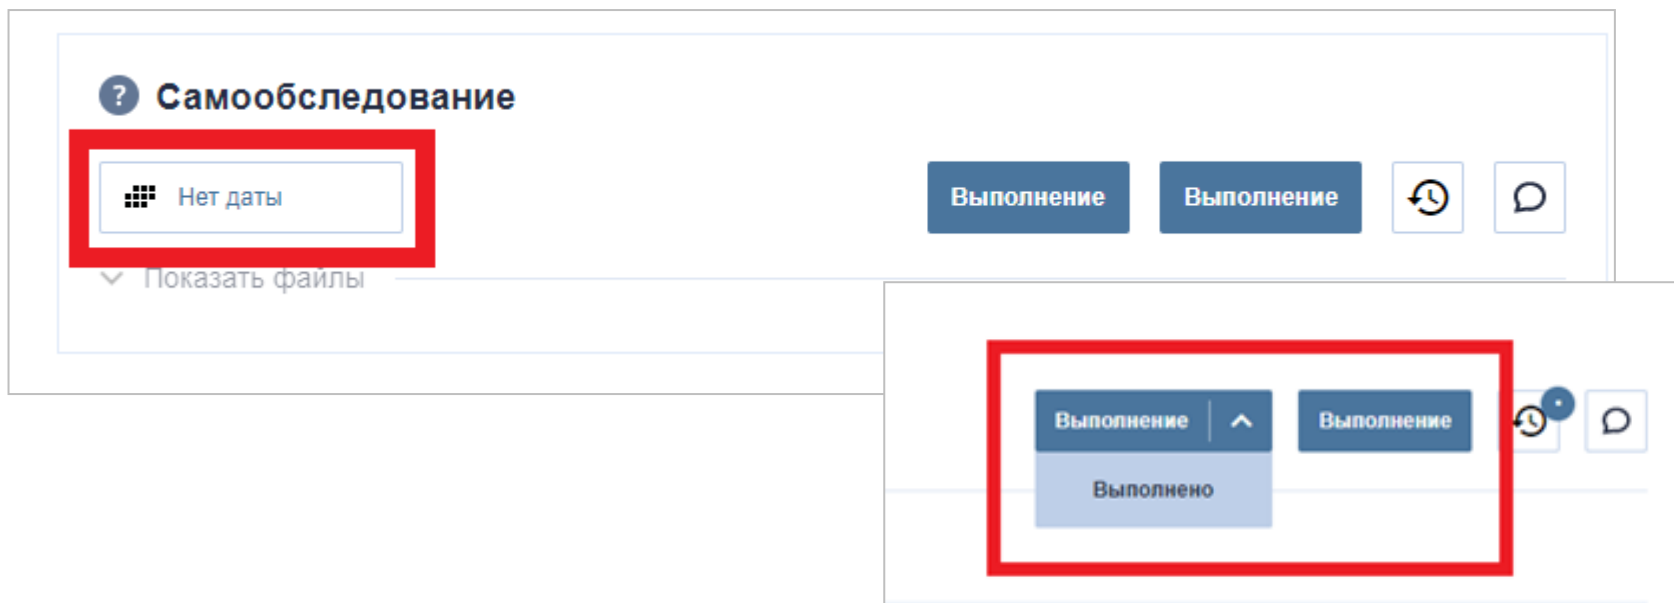 ? Самообследование
Нет даты
Выполнение Выполнение
Показать файлы
Выполнение Выполнение
Выполнено